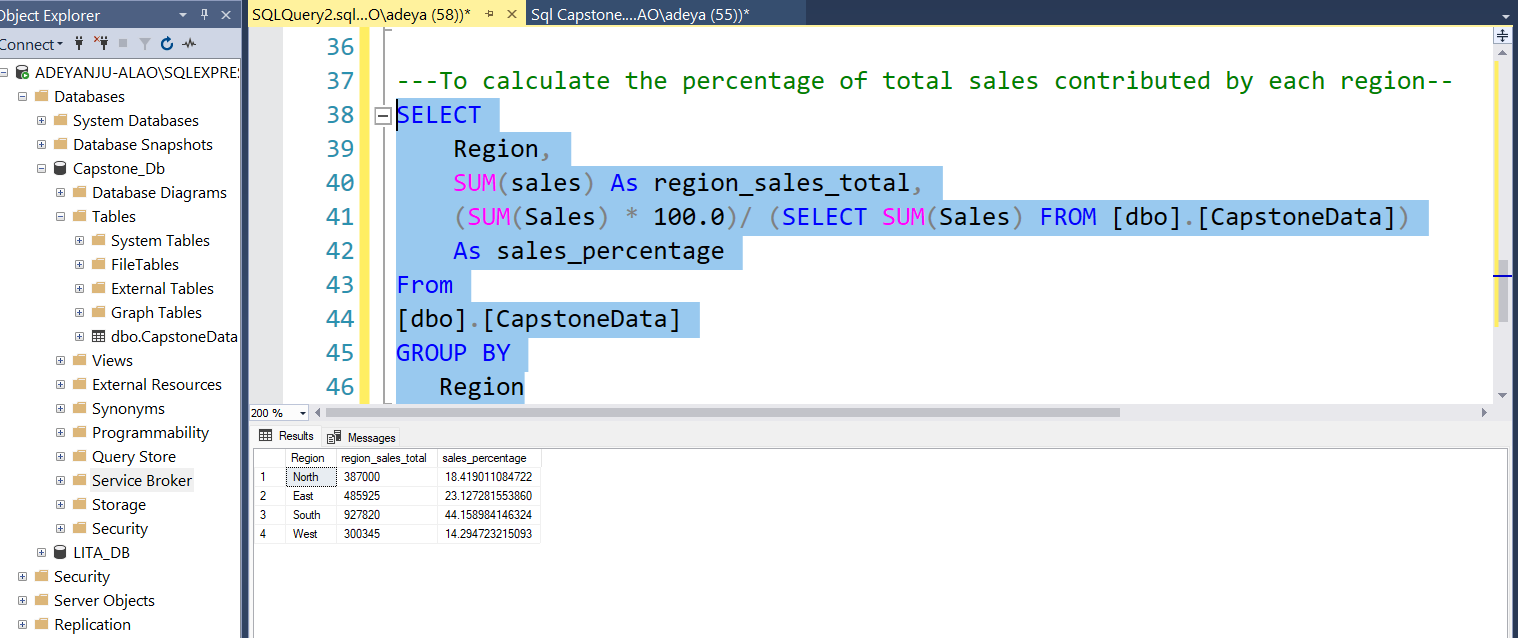 Object Explorer
Connect
ADEYANJU-ALAO\SQLEXPRE
Databases
System Databases
Database Snapshots
Capstone_Db
Database Diagrams
Tables
System Tables
FileTables
External Tables
Graph Tables
dbo.CapstoneData
Views
External Resources
Synonyms
Programmability
Query Store
Service Broker
Storage
Security
LITA_DB
Security
Server Objects
Replication
SQLQuery2.sql...O\adeya (58))*
Sql Capstone....AO\adeya (55))*
36
37 ---To calculate the percentage of total sales contributed by each region--
38 SELECT
39 Region,
40 SUM(sales) As region_sales_total,
41 (SUM(Sales) * 100.0)/ (SELECT SUM(Sales) FROM [dbo].[CapstoneData])
42 As sales_percentage
43 From
44 [dbo].[CapstoneData]
45 GROUP BY
46 Region
200 %
Results Messages
Region region_sales_total sales_percentage
1 North 387000 18.419011084722
2 East 485925 23.127281553860
3 South 927820 44.158984146324
4 West 300345 14.294723215093